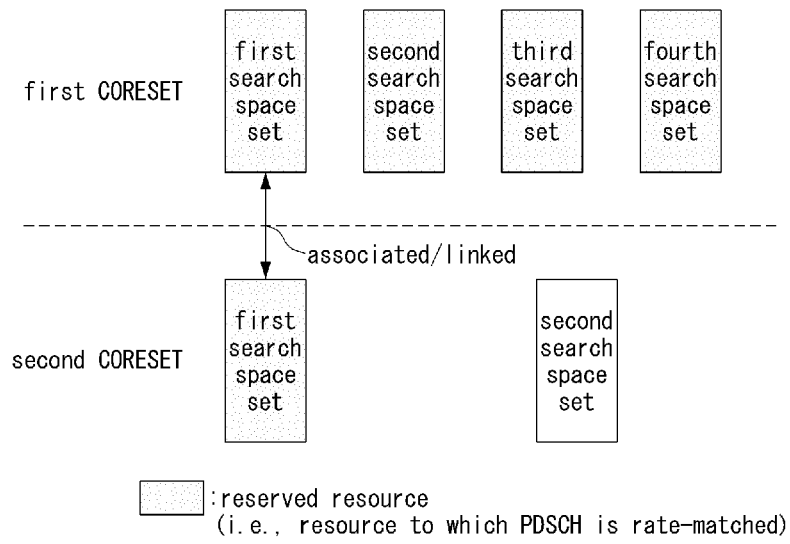 first CORESET
first
search
space
set
second
search
space
set
third
search
space
set
fourth
search
space
set
associated/linked
second CORESET
first
search
space
set
second
search
space
set
:reserved resource
(i.e., resource to which PDSCH is rate-matched)